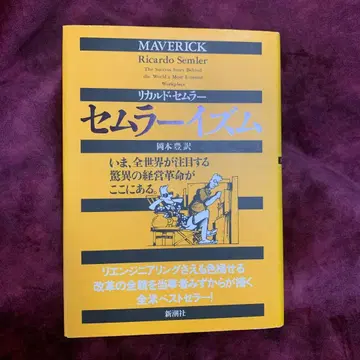 MAVERICK
Ricardo Semler
The Success Story Behind
the World's Most Unusual
Workplace
リカルド・セムラー
セムラーイズム
岡本 豊 訳
いま、全世界が注目する
驚異の経営革命が
ここにある。
リエンジニアリングさえも色褪せる
改革の全貌を当事者みずからが書く
全米ベストセラー!
新潮社